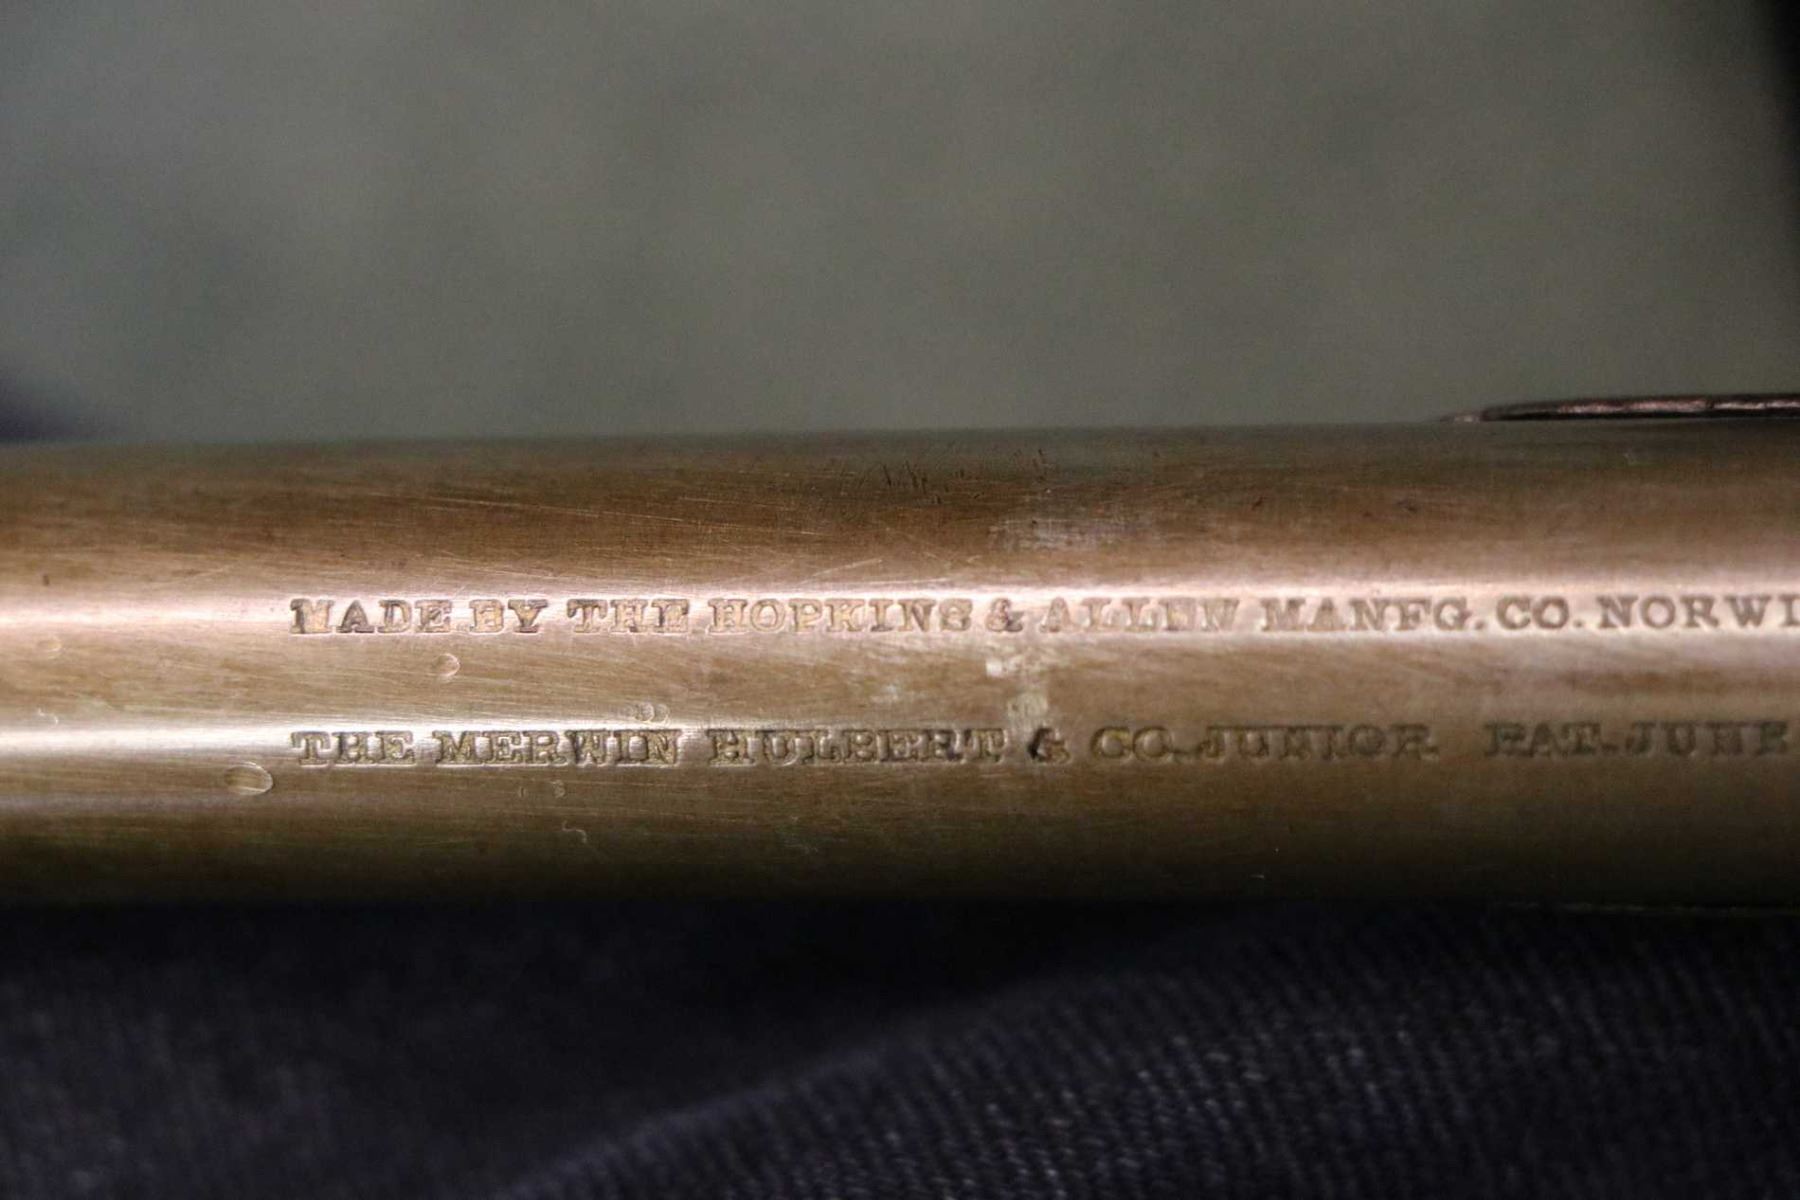 MADE BY THE HOPKINS & ALLEN MANFG. CO. NORWI
THE MERWIN HULBERT & CO. JUNIOR PAT. JUNE